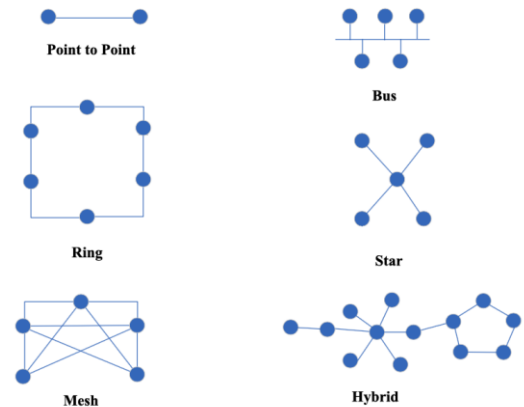 Point to Point
Bus
Ring
Star
Mesh
Hybrid